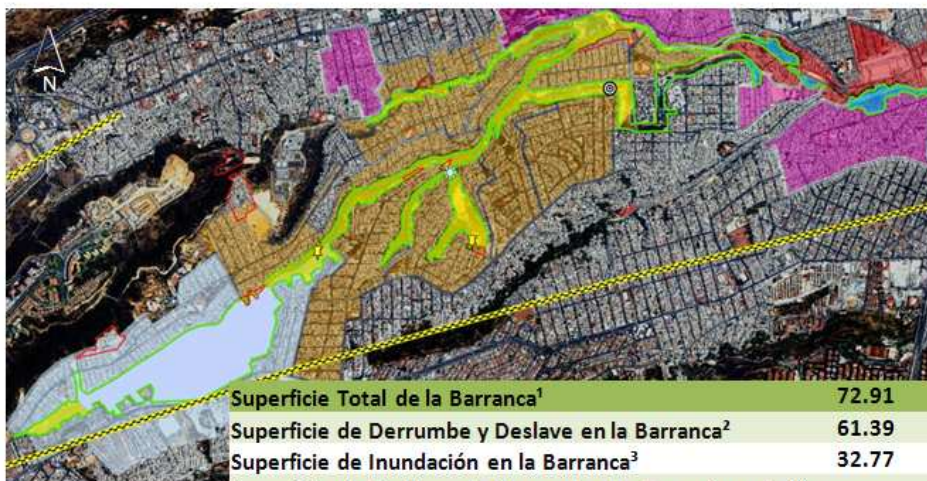 N
Superficie Total de la Barranca¹ 72.91
Superficie de Derrumbe y Deslave en la Barranca² 61.39
Superficie de Inundación en la Barranca³ 32.77